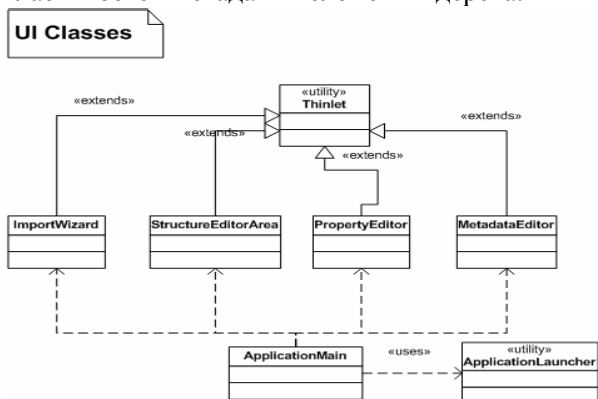 UI Classes
«utility»
Thinlet
«extends»
«extends»
«extends»
«extends»
ImportWizard
StructureEditorArea
PropertyEditor
MetadataEditor
ApplicationMain
«uses»
«utility»
ApplicationLauncher